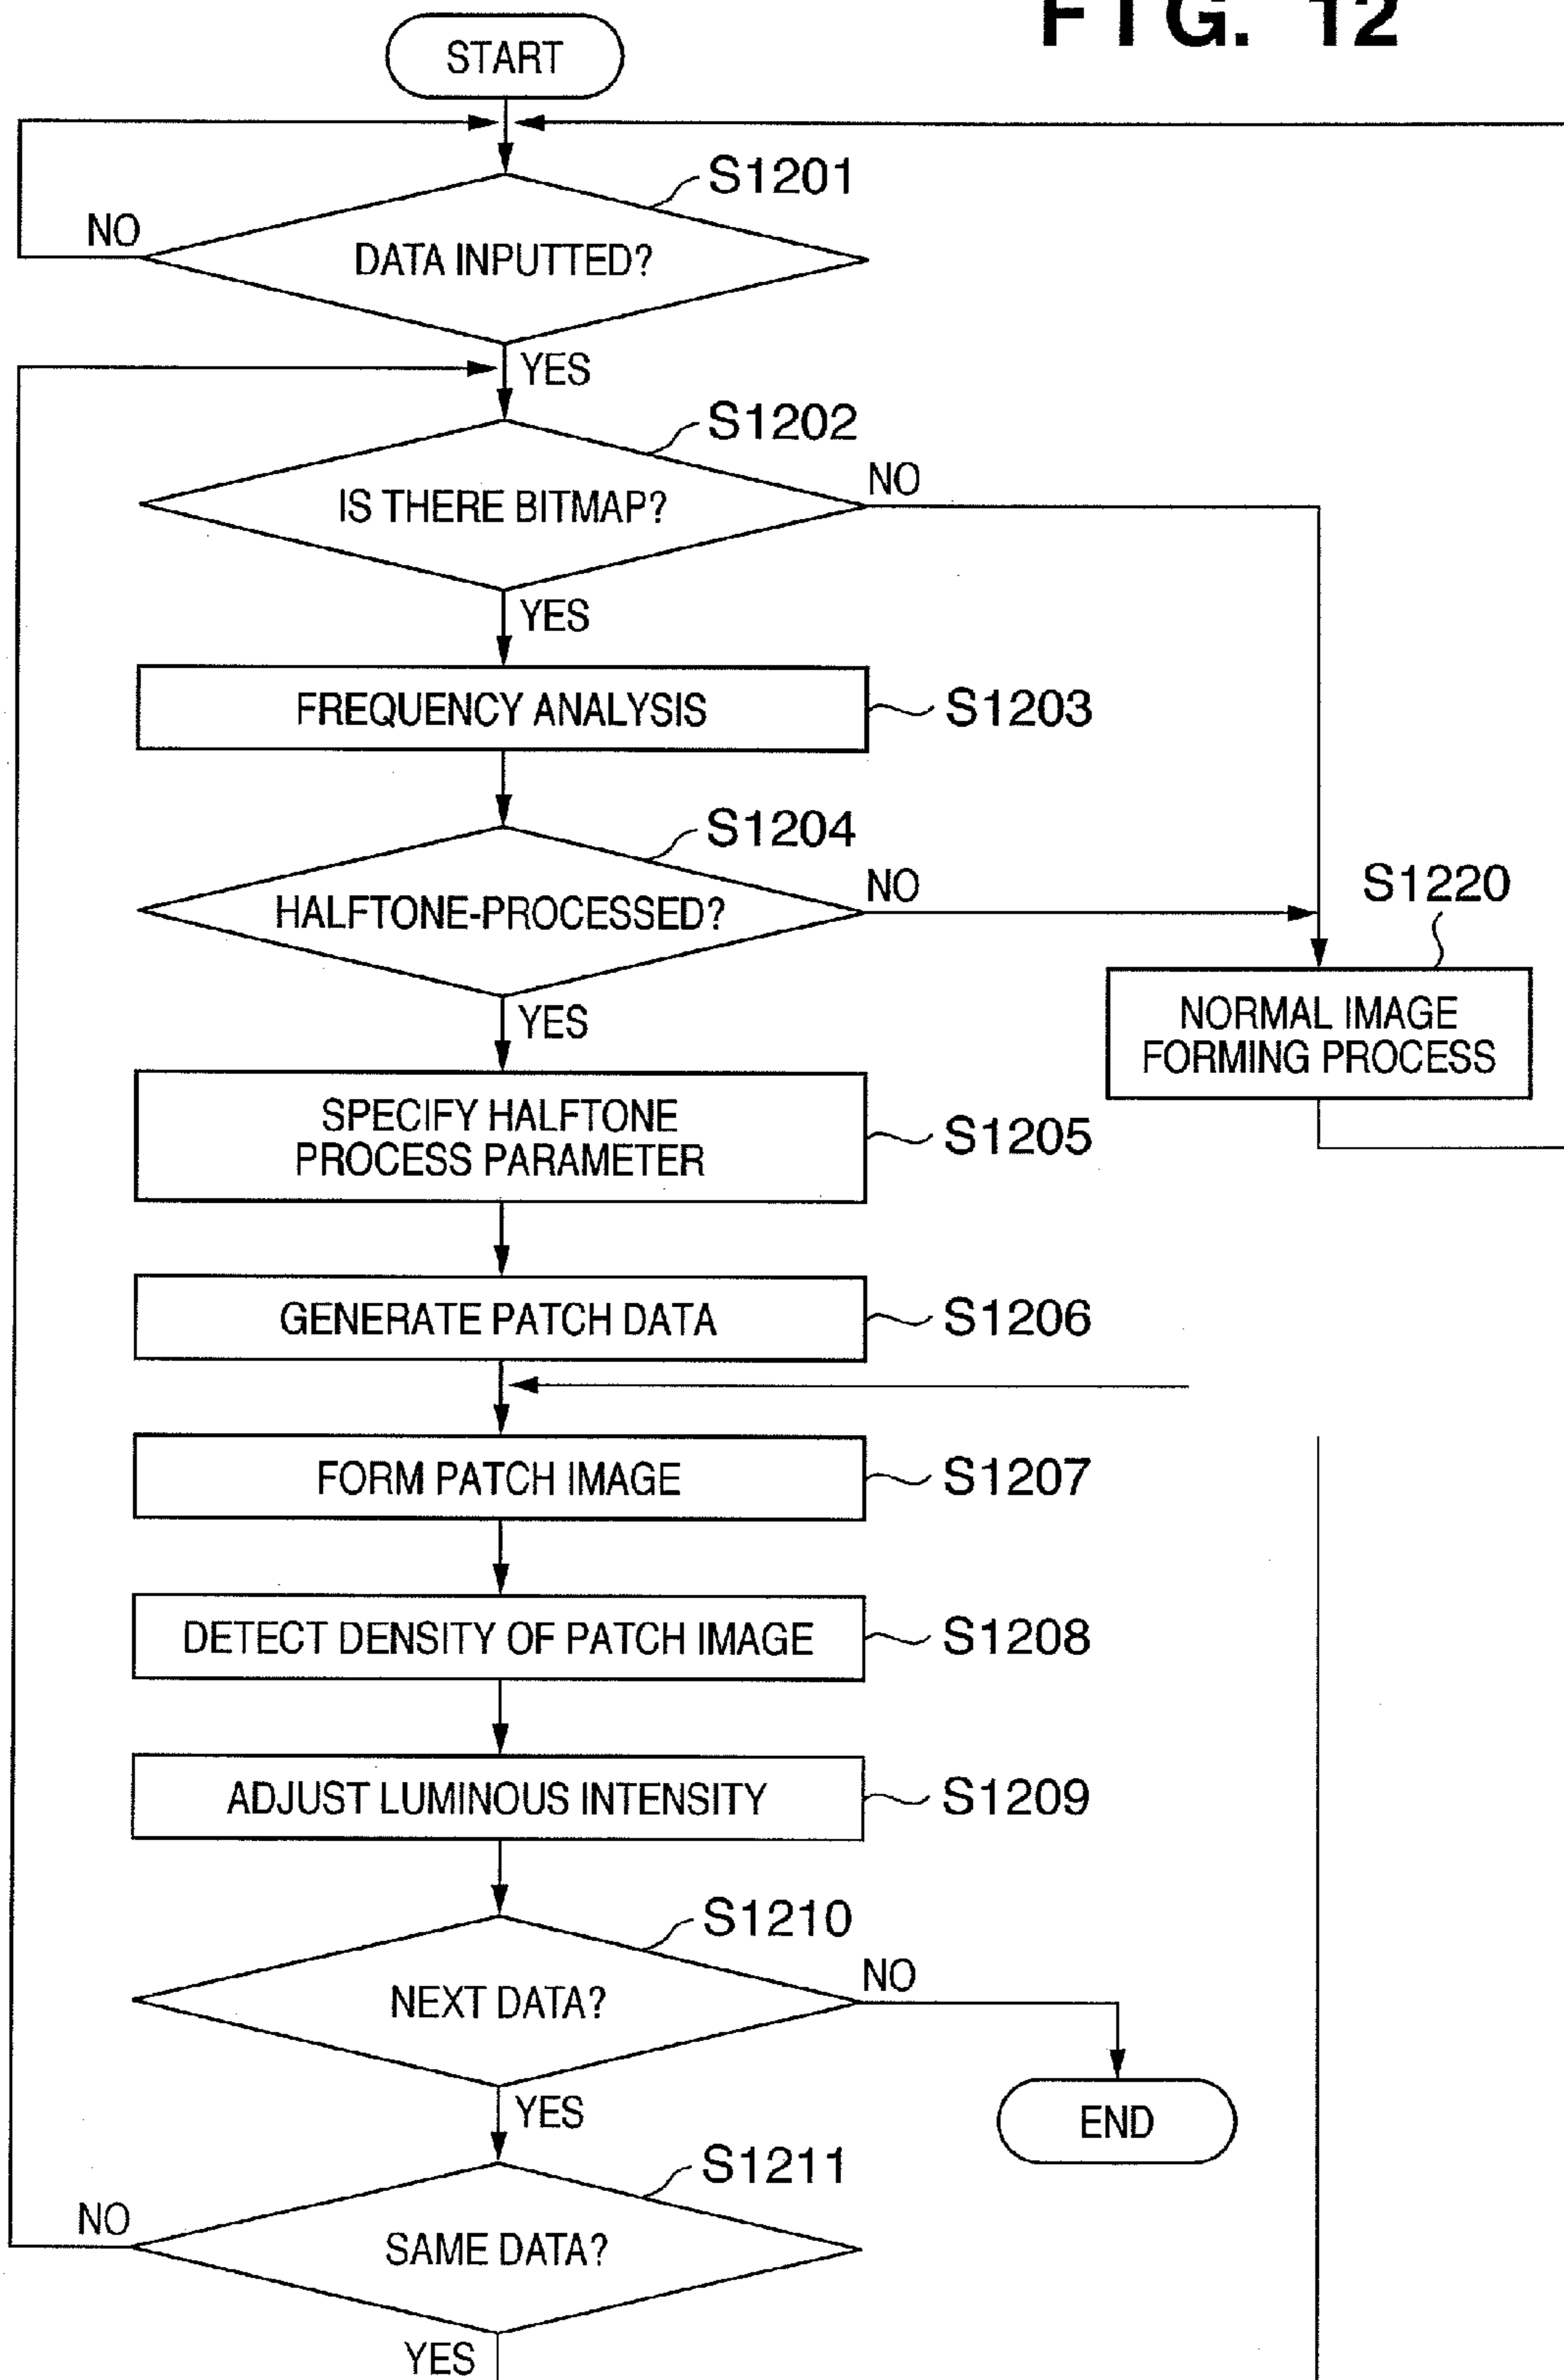 FIG. 12
START
S1201
NO
DATA INPUTTED?
YES
S1202
NO
IS THERE BITMAP?
YES
FREQUENCY ANALYSIS
S1203
S1204
NO
HALFTONE-PROCESSED?
S1220
YES
NORMAL IMAGE
FORMING PROCESS
SPECIFY HALFTONE
PROCESS PARAMETER
S1205
GENERATE PATCH DATA
S1206
FORM PATCH IMAGE
S1207
DETECT DENSITY OF PATCH IMAGE
S1208
ADJUST LUMINOUS INTENSITY
S1209
S1210
NO
NEXT DATA?
YES
END
S1211
NO
SAME DATA?
YES